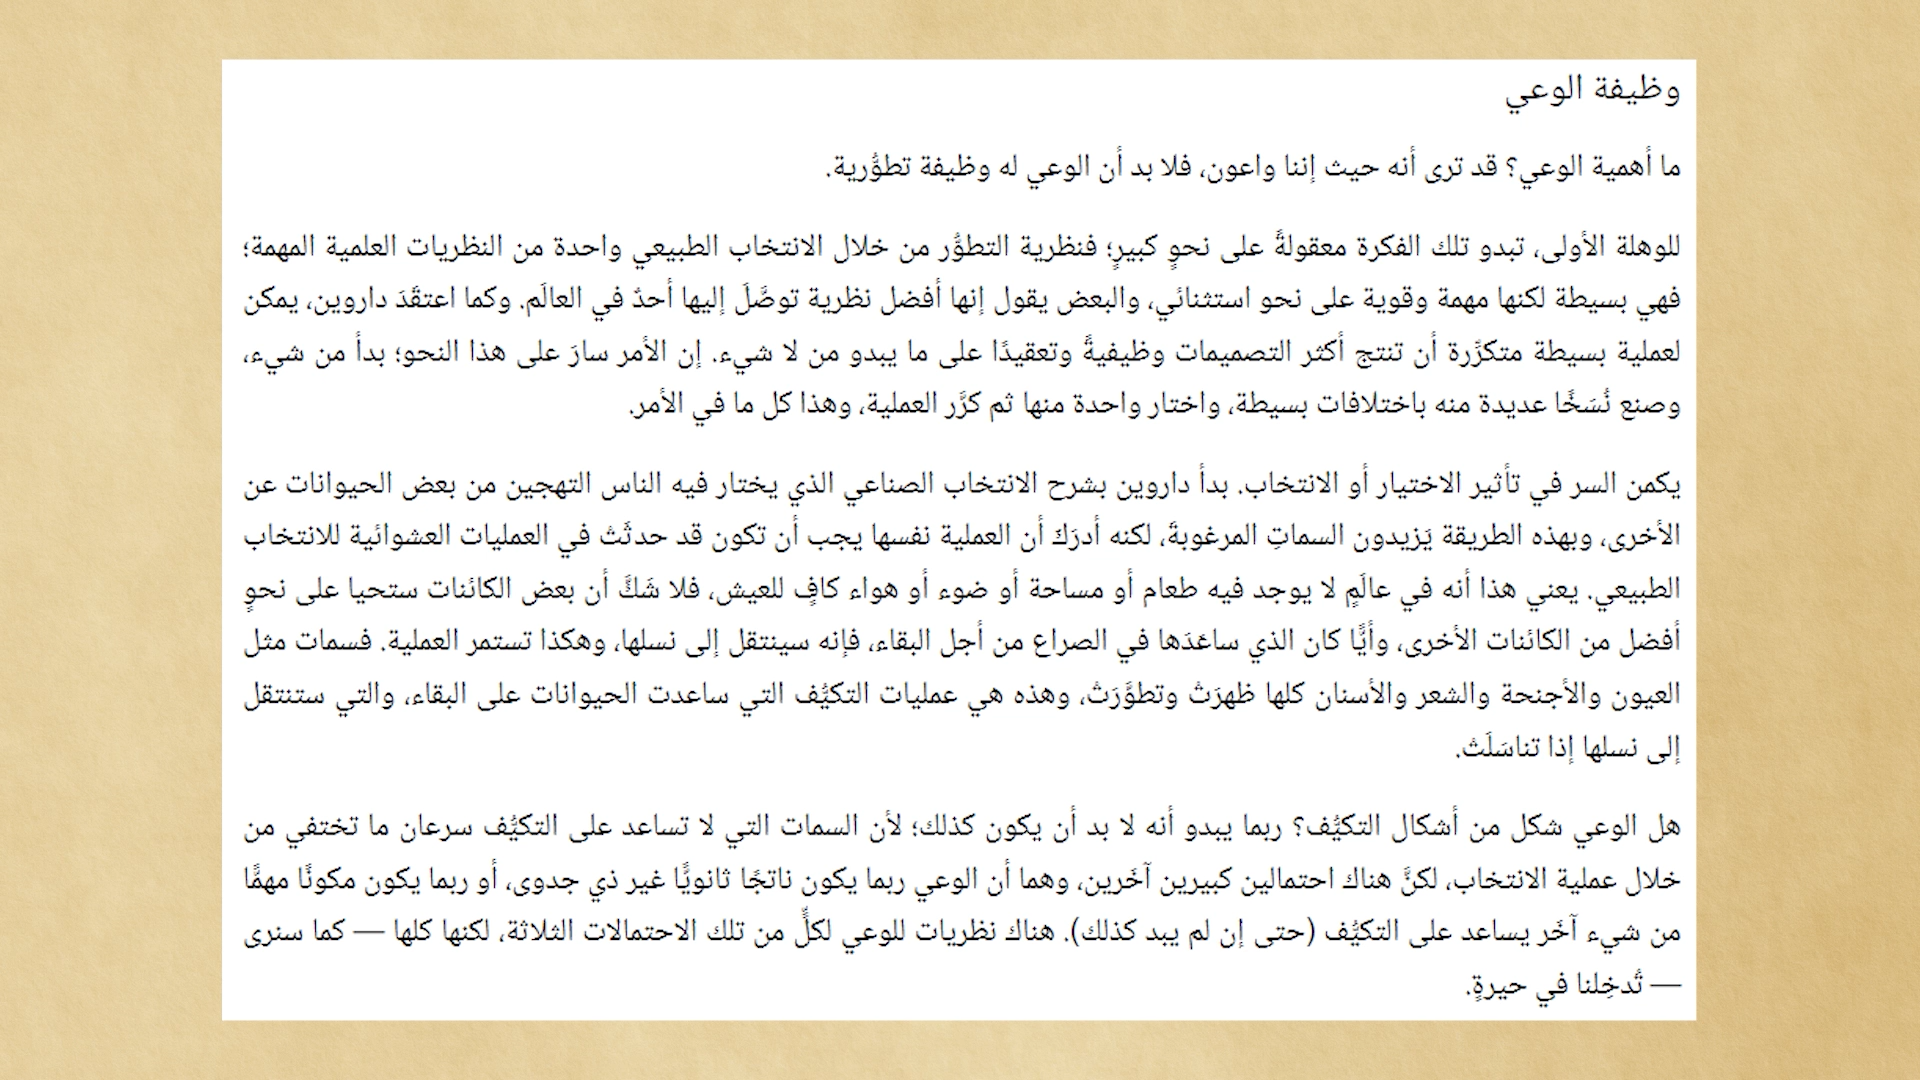 وظيفة الوعي
ما أهمية الوعي؟ قد ترى أنه حيث إننا واعون، فلا بد أن الوعي له وظيفة تطوُّرية.
للوهلة الأولى، تبدو تلك الفكرة معقولةً على نحوٍ كبيرٍ؛ فنظرية التطوُّر من خلال الانتخاب الطبيعي واحدة من النظريات العلمية المهمة؛
فهي بسيطة لكنها مهمة وقوية على نحو استثنائي، والبعض يقول إنها أفضل نظرية توصَّلَ إليها أحدٌ في العالَم. وكما اعتقَدَ داروين، يمكن
لعملية بسيطة متكرِّرة أن تنتج أكثر التصميمات وظيفيةً وتعقيدًا على ما يبدو من لا شيء. إن الأمر سارَ على هذا النحو؛ بدأ من شيء،
وصنع نُسَخًا عديدة منه باختلافات بسيطة، واختار واحدة منها ثم كرَّر العملية، وهذا كل ما في الأمر.
يكمن السر في تأثير الاختيار أو الانتخاب. بدأ داروين بشرح الانتخاب الصناعي الذي يختار فيه الناس التهجين من بعض الحيوانات عن
الأخرى، وبهذه الطريقة يَزيدون السماتِ المرغوبةَ، لكنه أدرَكَ أن العملية نفسها يجب أن تكون قد حدثَتْ في العمليات العشوائية للانتخاب
الطبيعي. يعني هذا أنه في عالَمٍ لا يوجد فيه طعام أو مساحة أو ضوء أو هواء كافٍ للعيش، فلا شَكَّ أن بعض الكائنات ستحيا على نحوٍ
أفضل من الكائنات الأخرى، وأيًّا كان الذي ساعَدَها في الصراع من أجل البقاء، فإنه سينتقل إلى نسلها، وهكذا تستمر العملية. فسمات مثل
العيون والأجنحة والشعر والأسنان كلها ظهرَتْ وتطوَّرَتْ، وهذه هي عمليات التكيُّف التي ساعدت الحيوانات على البقاء، والتي ستنتقل
إلى نسلها إذا تناسَلَت.
هل الوعي شكل من أشكال التكيُّف؟ ربما يبدو أنه لا بد أن يكون كذلك؛ لأن السمات التي لا تساعد على التكيُّف سرعان ما تختفي من
خلال عملية الانتخاب، لكنَّ هناك احتمالين كبيرين آخَرين، وهما أن الوعي ربما يكون ناتجًا ثانويًّا غير ذي جدوى، أو ربما يكون مكونًا مهمًّا
من شيء آخَر يساعد على التكيُّف (حتى إن لم يبد كذلك). هناك نظريات للوعي لكلٍّ من تلك الاحتمالات الثلاثة، لكنها كلها — كما سنرى
— تُدخِلنا في حيرةٍ.